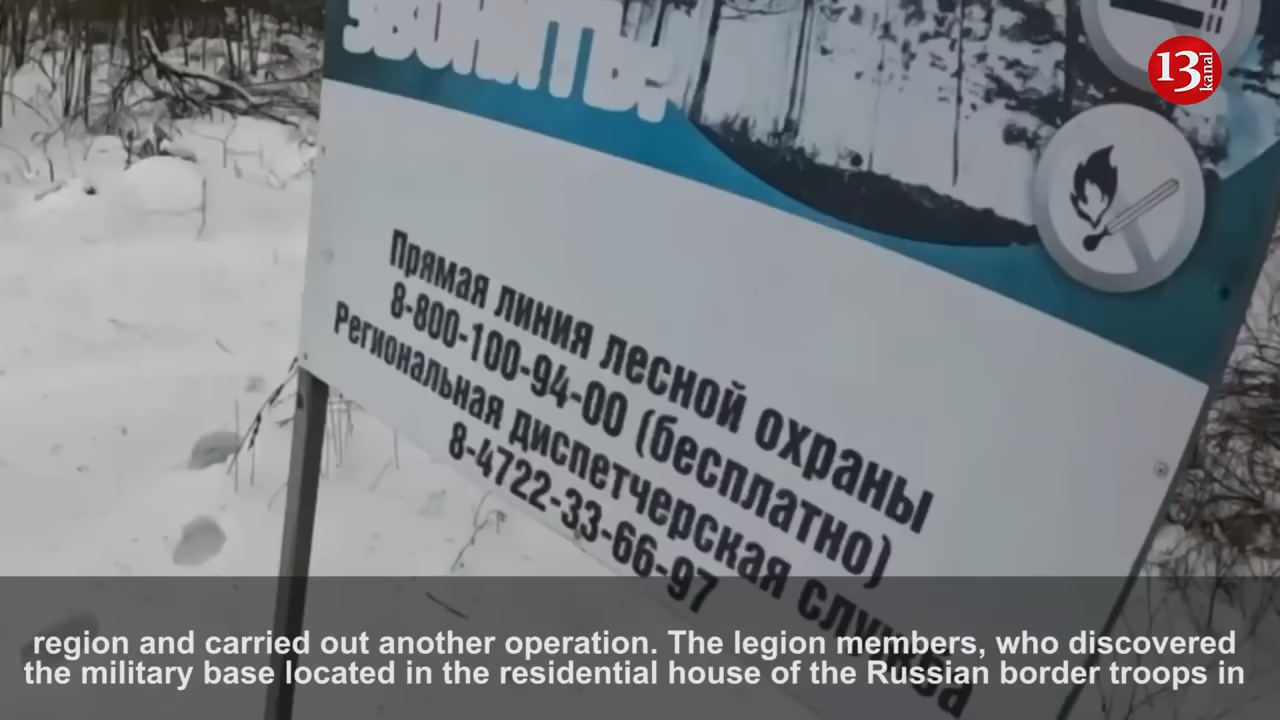 ЗВОНИТЬ?
13
kanal
Прямая линия лесной охраны
8-800-100-94-00 (бесплатно)
Региональная диспетчерская служба
8-4722-33-66-97
region and carried out another operation. The legion members, who discovered
the military base located in the residential house of the Russian border troops in